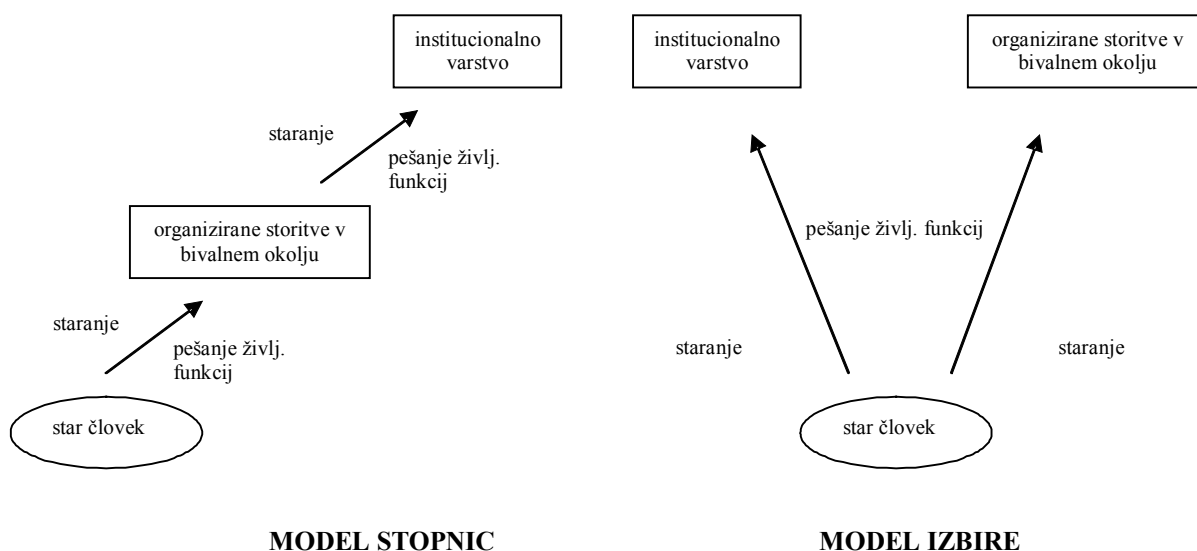 institucionalno
varstvo
staranje
pešanje življ.
funkcij
organizirane storitve v
bivalnem okolju
staranje
pešanje življ.
funkcij
star človek
MODEL STOPNIC
institucionalno
varstvo
organizirane storitve v
bivalnem okolju
pešanje življ. funkcij
staranje
staranje
star človek
MODEL IZBIRE